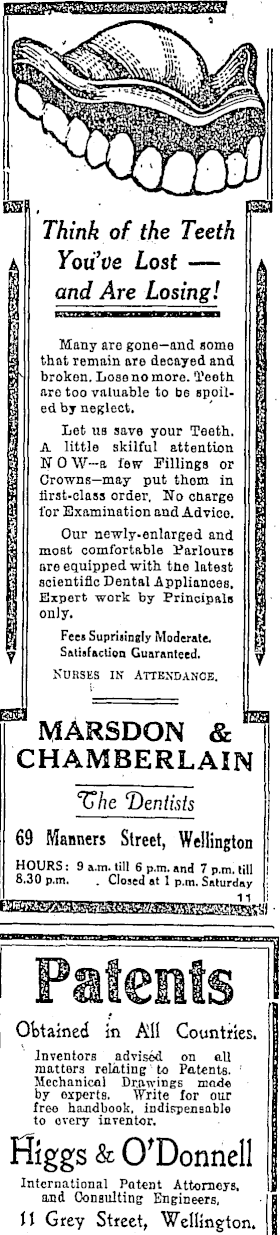 Think of the Teeth
You've Lost —
and Are Losing!
Many are gone—and some
that remain are decayed and
broken. Lose no more. Teeth
are too valuable to be spoil-
ed by neglect.
Let us save your Teeth.
A little skilful attention
NOW—a few Fillings or
Crowns—may put them in
first-class order. No charge
for Examination and Advice.
Our newly-enlarged and
most comfortable Parlours
are equipped with the latest
scientific Dental Appliances.
Expert work by Principals
only.
Fees Suprisingly Moderate.
Satisfaction Guaranteed.
NURSES IN ATTENDANCE.
MARSDON &
CHAMBERLAIN
The Dentists
69 Manners Street, Wellington
HOURS: 9 a.m. till 6 p.m. and 7 p.m. till
8.30 p.m. Closed at 1 p.m. Saturday
11
Patents
Obtained in All Countries.
Inventors advised on all
matters relating to Patents.
Mechanical Drawings made
by experts. Write for our
free handbook, indispensable
to every inventor.
Higgs & O'Donnell
International Patent Attorneys,
and Consulting Engineers,
11 Grey Street, Wellington.